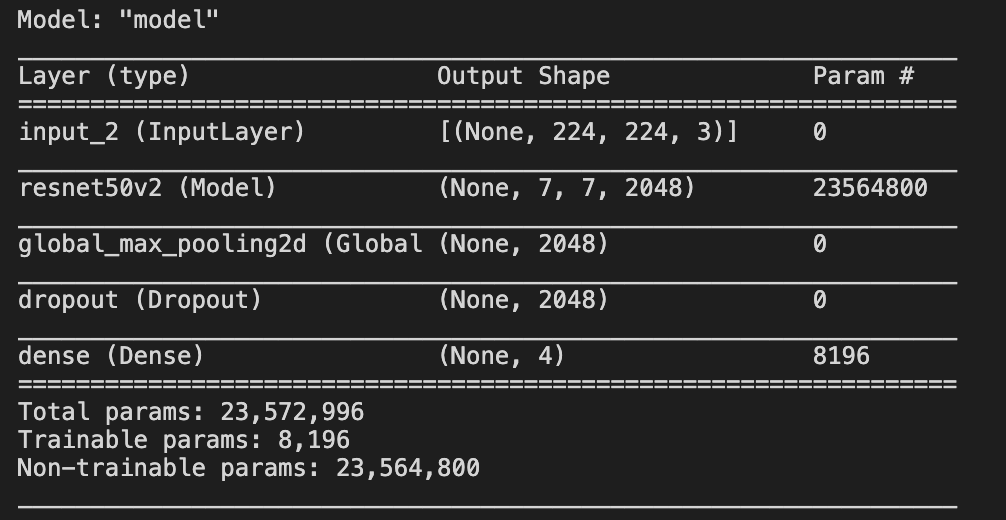 Model: "model"
Layer (type) Output Shape Param #
=================================================================
input_2 (InputLayer) [(None, 224, 224, 3)] 0
resnet50v2 (Model) (None, 7, 7, 2048) 23564800
global_max_pooling2d (Global (None, 2048) 0
dropout (Dropout) (None, 2048) 0
dense (Dense) (None, 4) 8196
=================================================================
Total params: 23,572,996
Trainable params: 8,196
Non-trainable params: 23,564,800